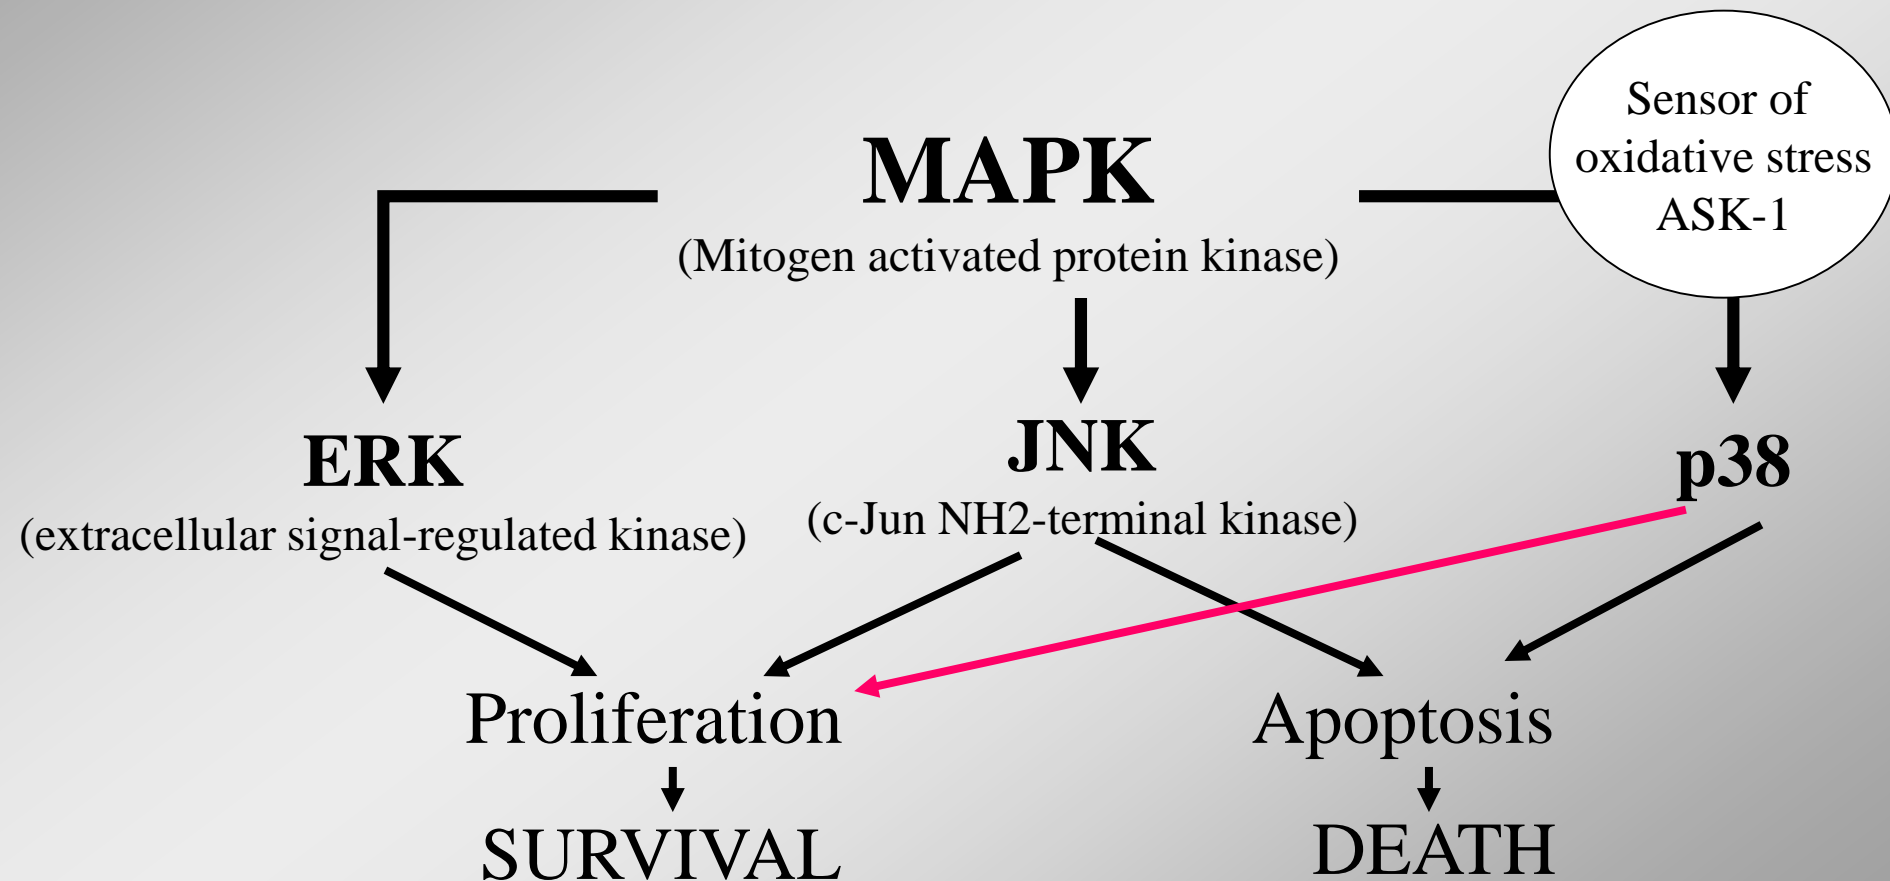 Sensor of
oxidative stress
ASK-1
MAPK
(Mitogen activated protein kinase)
ERK
(extracellular signal-regulated kinase)
JNK
(c-Jun NH2-terminal kinase)
p38
Proliferation
Apoptosis
SURVIVAL
DEATH